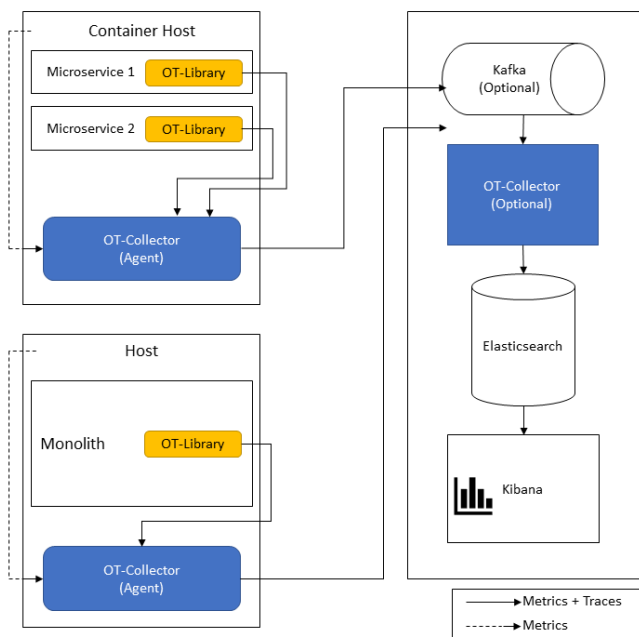 Container Host
Microservice 1
OT-Library
Microservice 2
OT-Library
OT-Collector
(Agent)
Host
Monolith
OT-Library
OT-Collector
(Agent)
Kafka
(Optional)
OT-Collector
(Optional)
Elasticsearch
Kibana
Metrics + Traces
Metrics